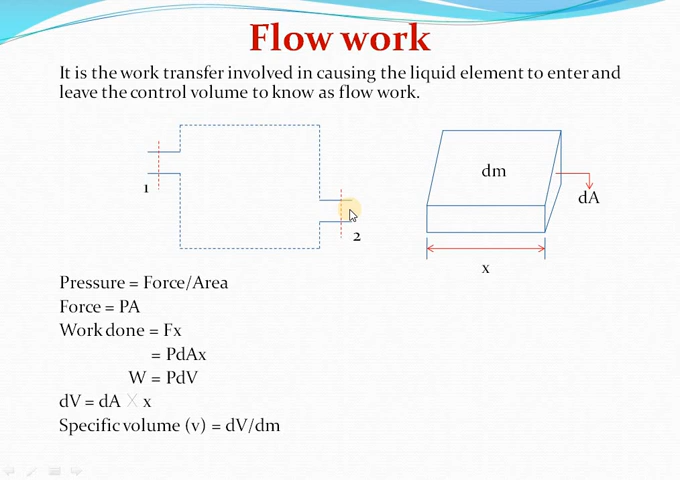 Flow work
It is the work transfer involved in causing the liquid element to enter and
leave the control volume to know as flow work.
1
2
dm
dA
x
Pressure = Force/Area
Force = PA
Work done = Fx
= PdAx
W = PdV
dV = dA X x
Specific volume (v) = dV/dm